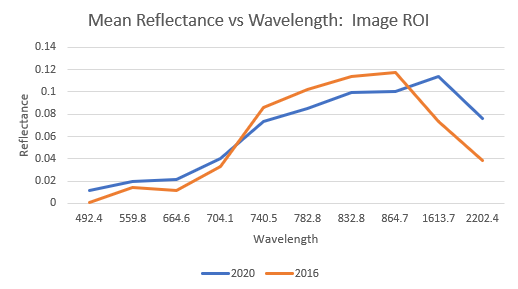 Mean Reflectance vs Wavelength: Image ROI
0.14
0.12
0.1
0.08
0.06
0.04
0.02
0
Reflectance
492.4 559.8 664.6 704.1 740.5 782.8 832.8 864.7 1613.7 2202.4
Wavelength
2020 2016